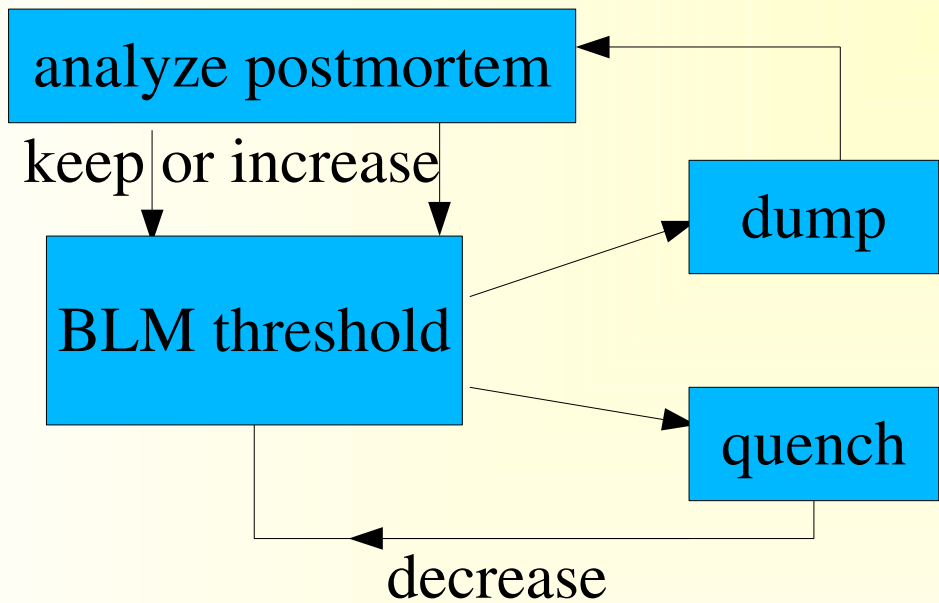 analyze postmortem
keep or increase
dump
BLM threshold
quench
decrease